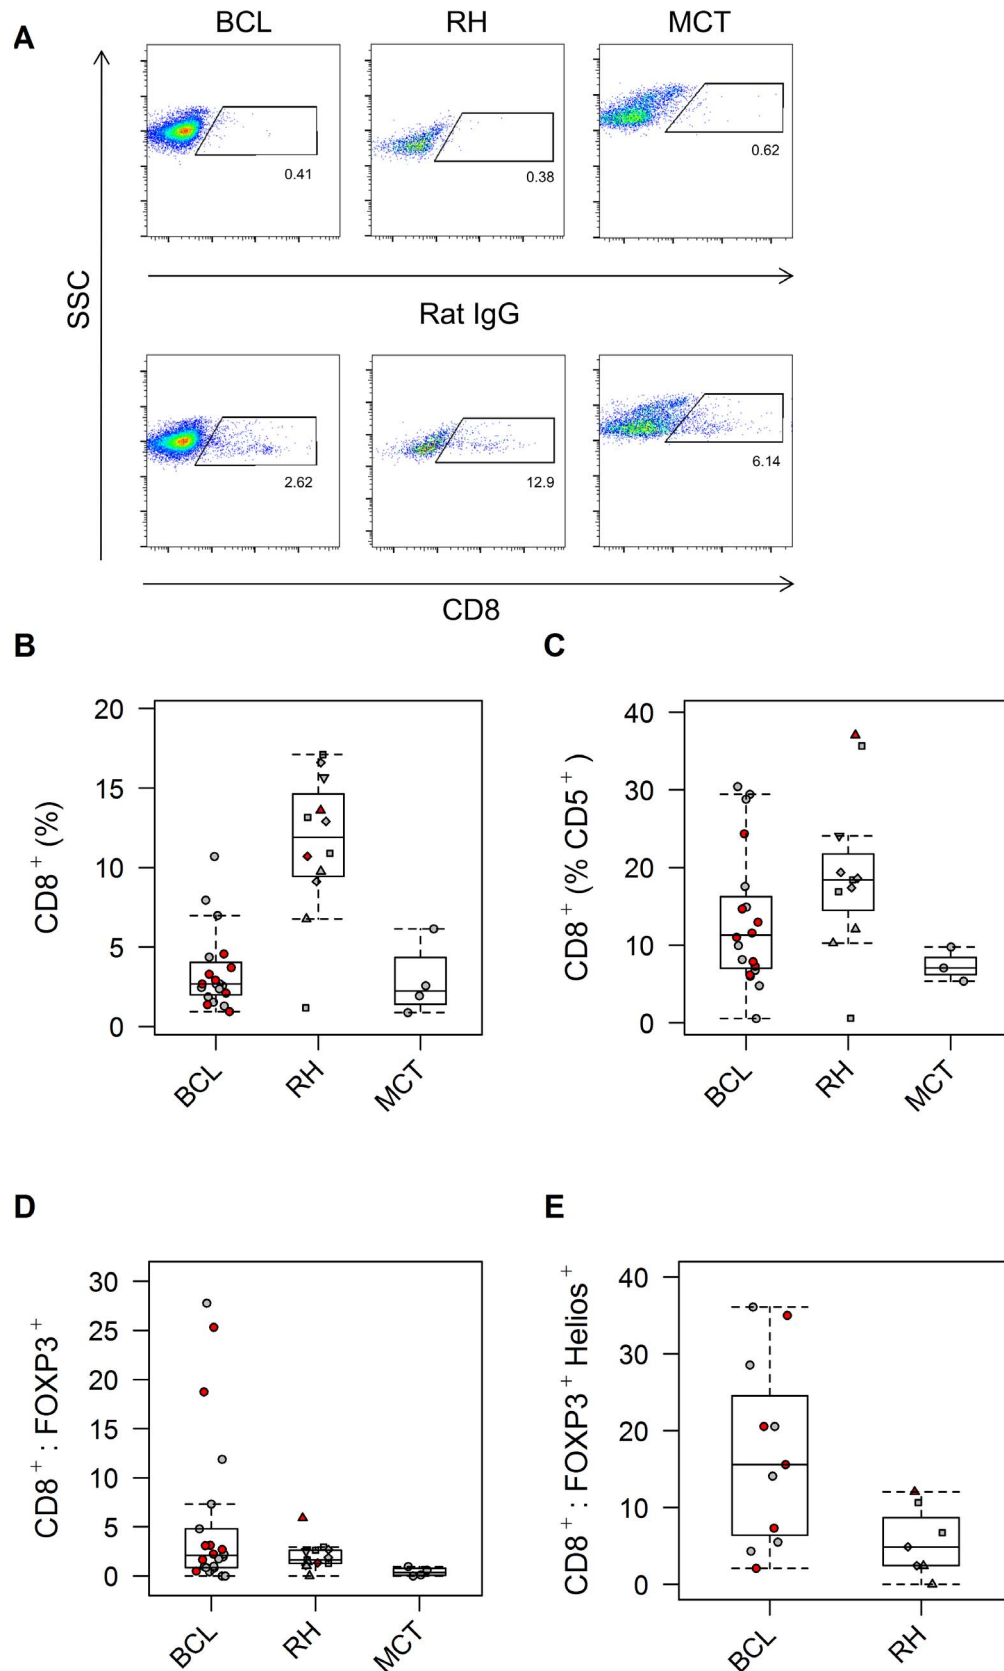 A
BCL RH MCT
0.41 0.38 0.62
SSC
Rat IgG
2.62 12.9 6.14
CD8
B
CD8⁺ (%)
20
15
10
5
0
BCL RH MCT
C
CD8⁺ (% CD5⁺)
40
30
20
10
0
BCL RH MCT
D
CD8⁺ : FOXP3⁺
30
25
20
15
10
5
0
BCL RH MCT
E
CD8⁺ : FOXP3⁺ Helios⁺
40
30
20
10
0
BCL RH